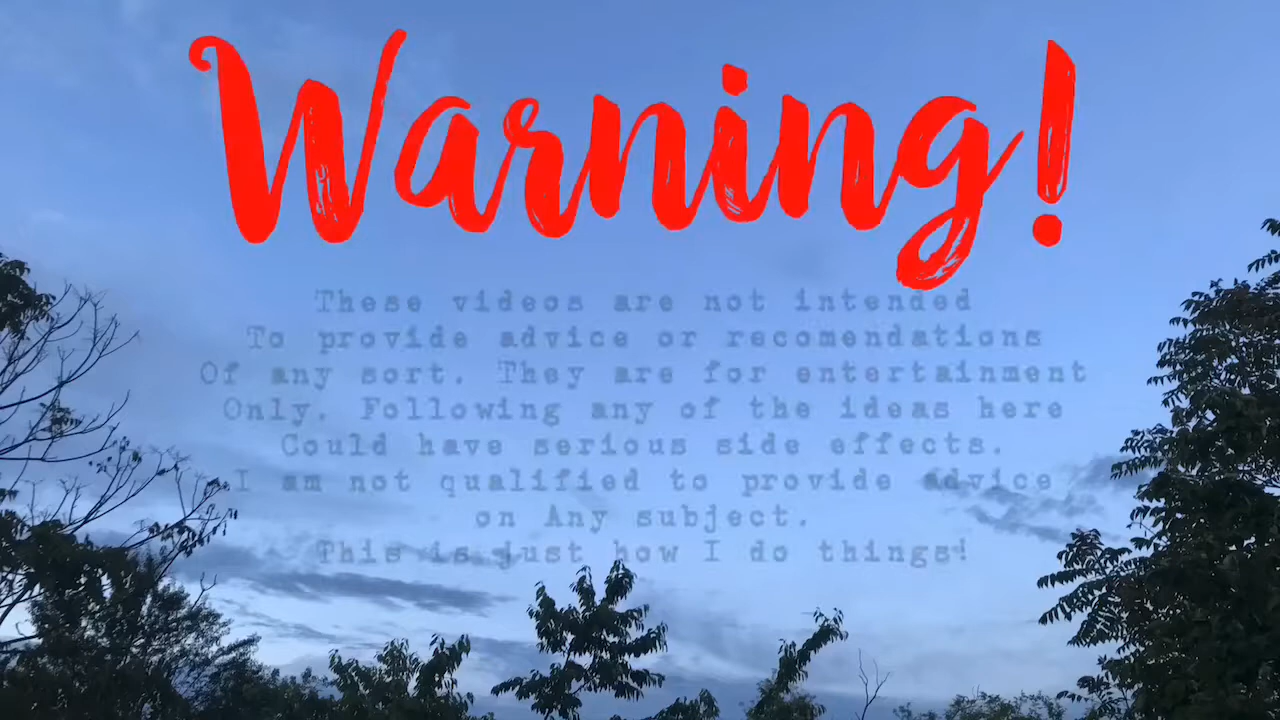 Warning!
These videos are not intended
To provide advice or recomendations
Of any sort. They are for entertainment
Only. Following any of the ideas here
Could have serious side effects.
I am not qualified to provide advice
on Any subject.
This is just how I do things!